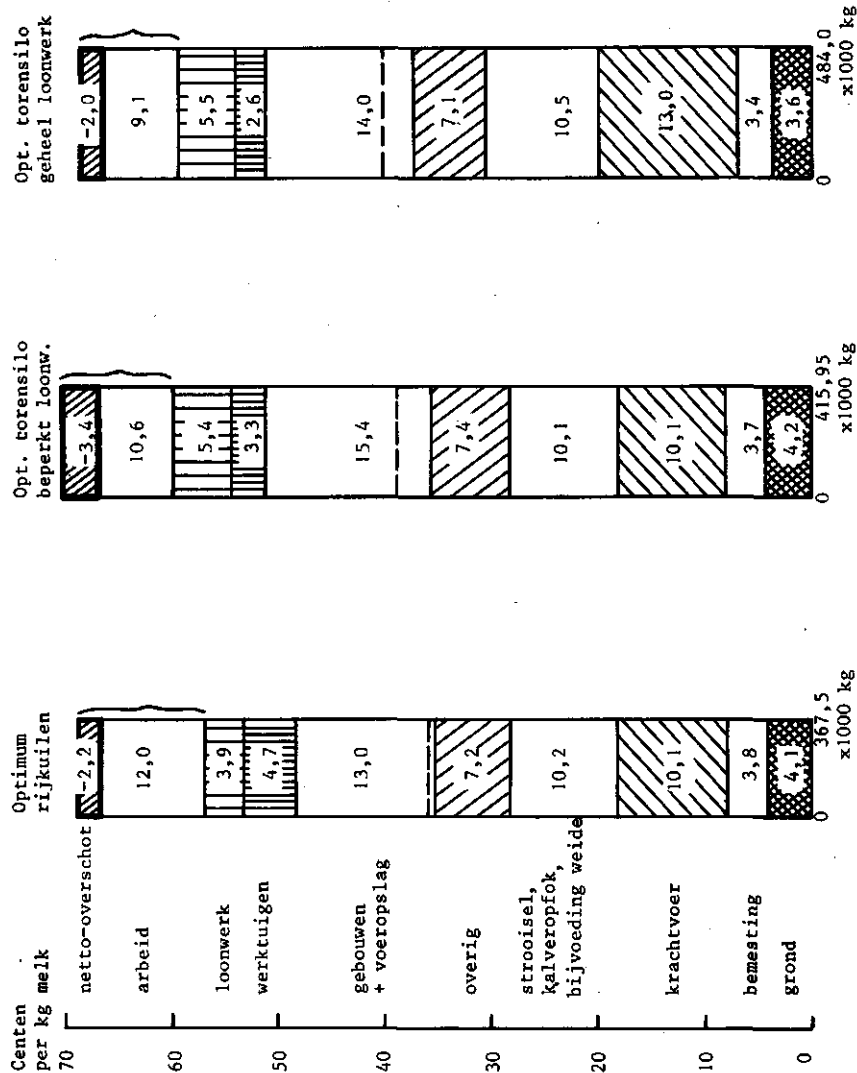 Centen
per kg melk
70
60
50
40
30
20
10
0
netto-overschot
arbeid
loonwerk
werktuigen
gebouwen
+ voeropslag
overig
strooisel,
kalveropfok,
bijvoeding weide
krachtvoer
bemesting
grond
Optimum
rijkuilen
-2,2
12,0
3,9
4,7
13,0
7,2
10,2
10,1
3,8
4,1
0 367,5
x1000 kg
Opt. torensilo
beperkt loonw.
-3,4
10,6
5,4
3,3
15,4
7,4
10,1
10,1
3,7
4,2
0 415,95
x1000 kg
Opt. torensilo
geheel loonwerk
-2,0
9,1
5,5
2,6
14,0
7,1
10,5
13,0
3,4
3,6
0 484,0
x1000 kg